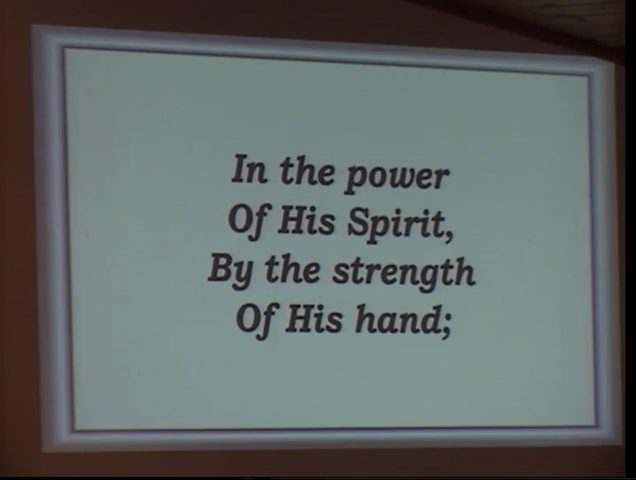 In the power
Of His Spirit,
By the strength
Of His hand;